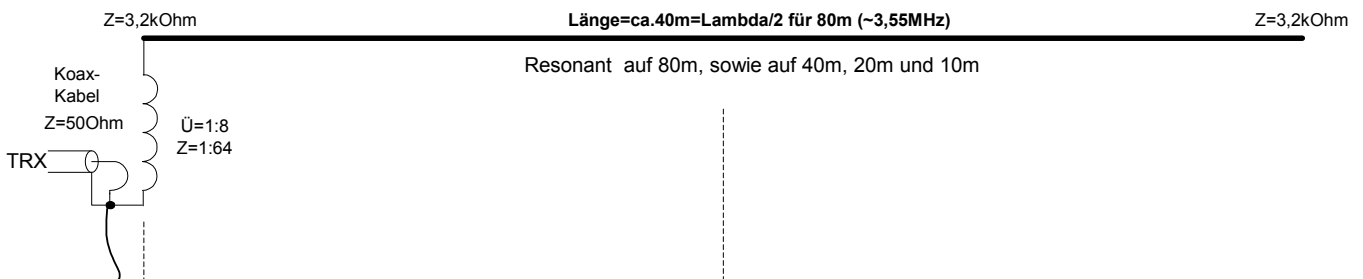 Z=3,2kOhm
Länge=ca.40m=Lambda/2 für 80m (~3,55MHz)
Z=3,2kOhm
Resonant auf 80m, sowie auf 40m, 20m und 10m
Koax-
Kabel
Z=50Ohm
Ü=1:8
Z=1:64
TRX